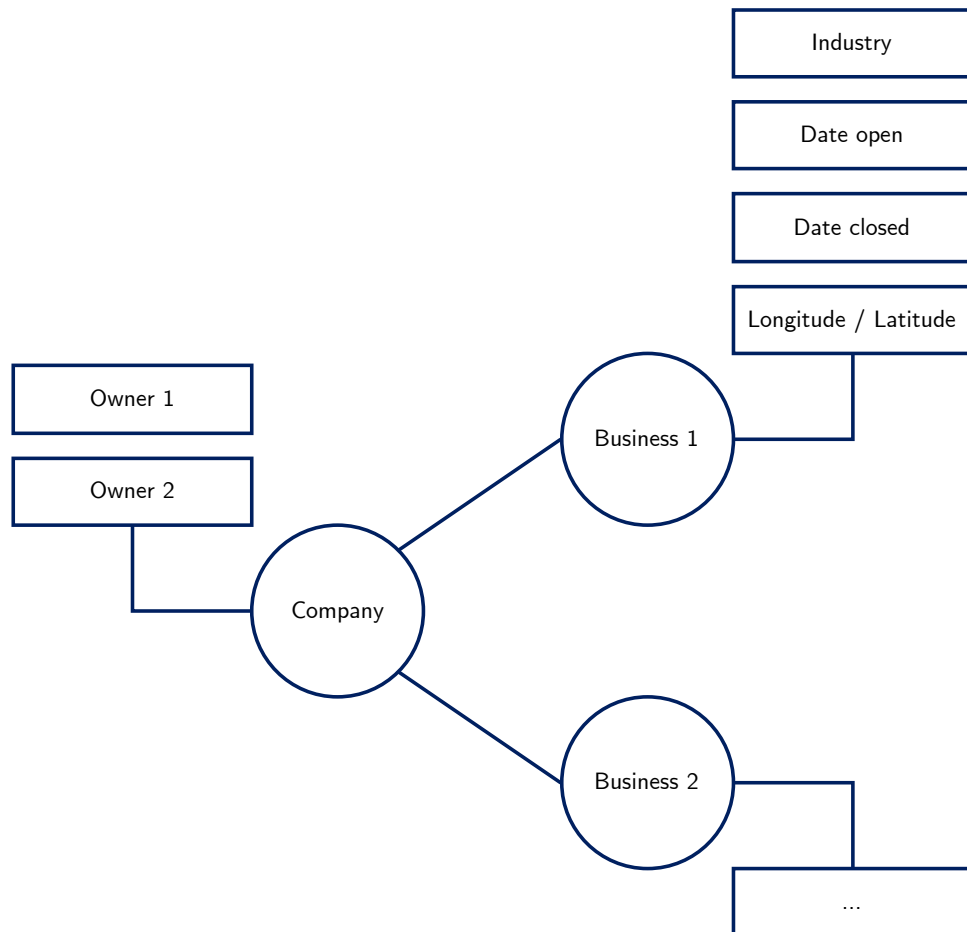 Industry
Date open
Date closed
Longitude / Latitude
Owner 1
Business 1
Owner 2
Company
Business 2
...